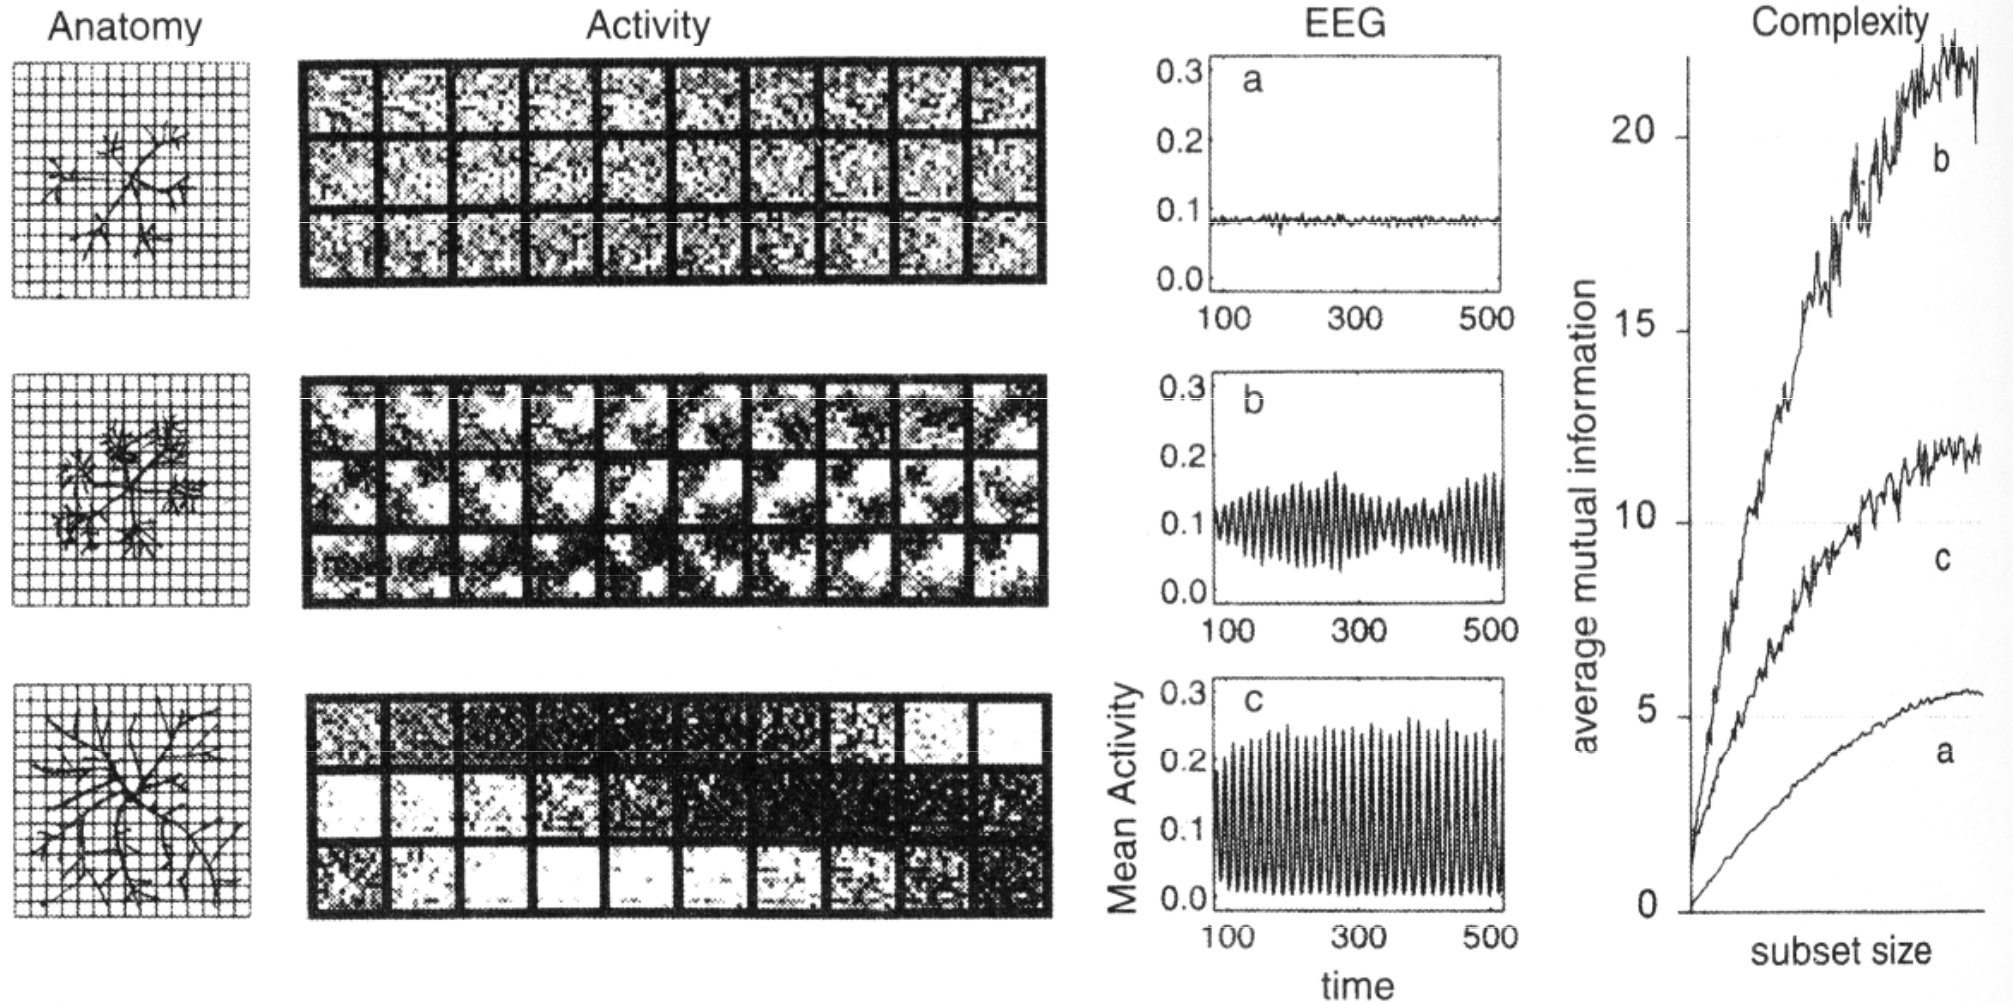 Anatomy
Activity
EEG
Complexity
a
0.3
0.2
0.1
0.0
100 300 500
b
0.3
0.2
0.1
0.0
100 300 500
c
0.3
0.2
0.1
0.0
100 300 500
Mean Activity
time
average mutual information
20
15
10
5
0
b
c
a
subset size